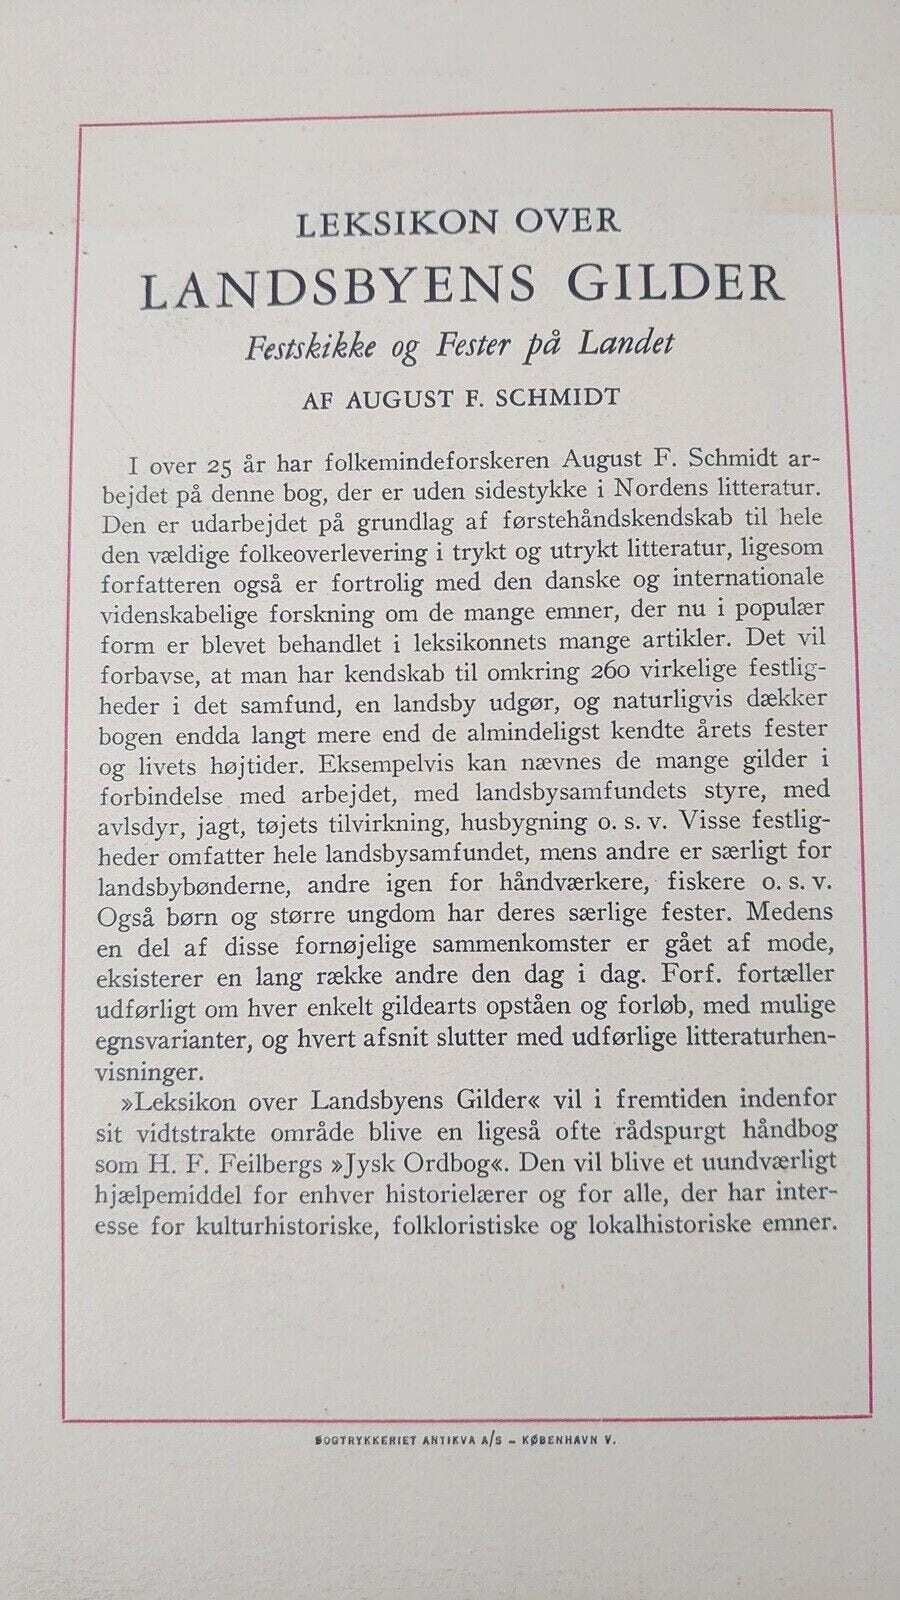 LEKSIKON OVER
LANDSBYENS GILDER
Festskikke og Fester på Landet
AF AUGUST F. SCHMIDT
I over 25 år har folkemindeforskeren August F. Schmidt ar-
bejdet på denne bog, der er uden sidestykke i Nordens litteratur.
Den er udarbejdet på grundlag af førstehåndskendskab til hele
den vældige folkeoverlevering i trykt og utrykt litteratur, ligesom
forfatteren også er fortrolig med den danske og internationale
videnskabelige forskning om de mange emner, der nu i populær
form er blevet behandlet i leksikonnets mange artikler. Det vil
forbavse, at man har kendskab til omkring 260 virkelige festlig-
heder i det samfund, en landsby udgør, og naturligvis dækker
bogen endda langt mere end de almindeligst kendte årets fester
og livets højtider. Eksempelvis kan nævnes de mange gilder i
forbindelse med arbejdet, med landsbysamfundets styre, med
avlsdyr, jagt, tøjets tilvirkning, husbygning o. s. v. Visse festlig-
heder omfatter hele landsbysamfundet, mens andre er særligt for
landsbybønderne, andre igen for håndværkere, fiskere o. s. v.
Også børn og større ungdom har deres særlige fester. Medens
en del af disse fornøjelige sammenkomster er gået af mode,
eksisterer en lang række andre den dag i dag. Forf. fortæller
udførligt om hver enkelt gildearts opståen og forløb, med mulige
egnsvarianter, og hvert afsnit slutter med udførlige litteraturhen-
visninger.
»Leksikon over Landsbyens Gilder« vil i fremtiden indenfor
sit vidtstrakte område blive en ligeså ofte rådspurgt håndbog
som H. F. Feilbergs »Jysk Ordbog«. Den vil blive et uundværligt
hjælpemiddel for enhver historielærer og for alle, der har inter-
esse for kulturhistoriske, folkloristiske og lokalhistoriske emner.
BOGTRYKKERIET ANTIKVA A/S – KØBENHAVN V.